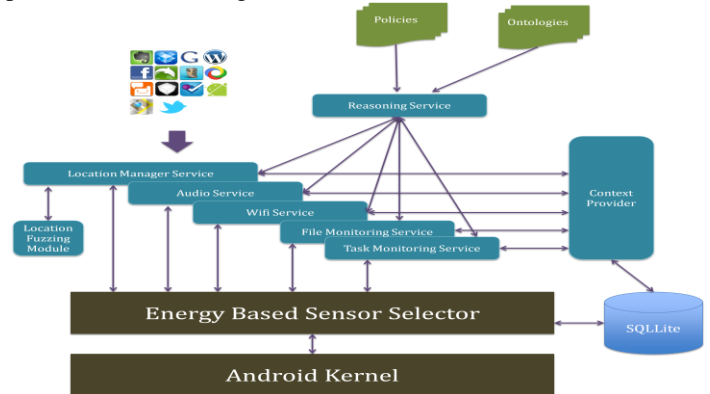 Policies
Ontologies
Reasoning Service
Location Manager Service
Audio Service
Wifi Service
File Monitoring Service
Task Monitoring Service
Context
Provider
Location
Fuzzing
Module
Energy Based Sensor Selector
SQLLite
Android Kernel